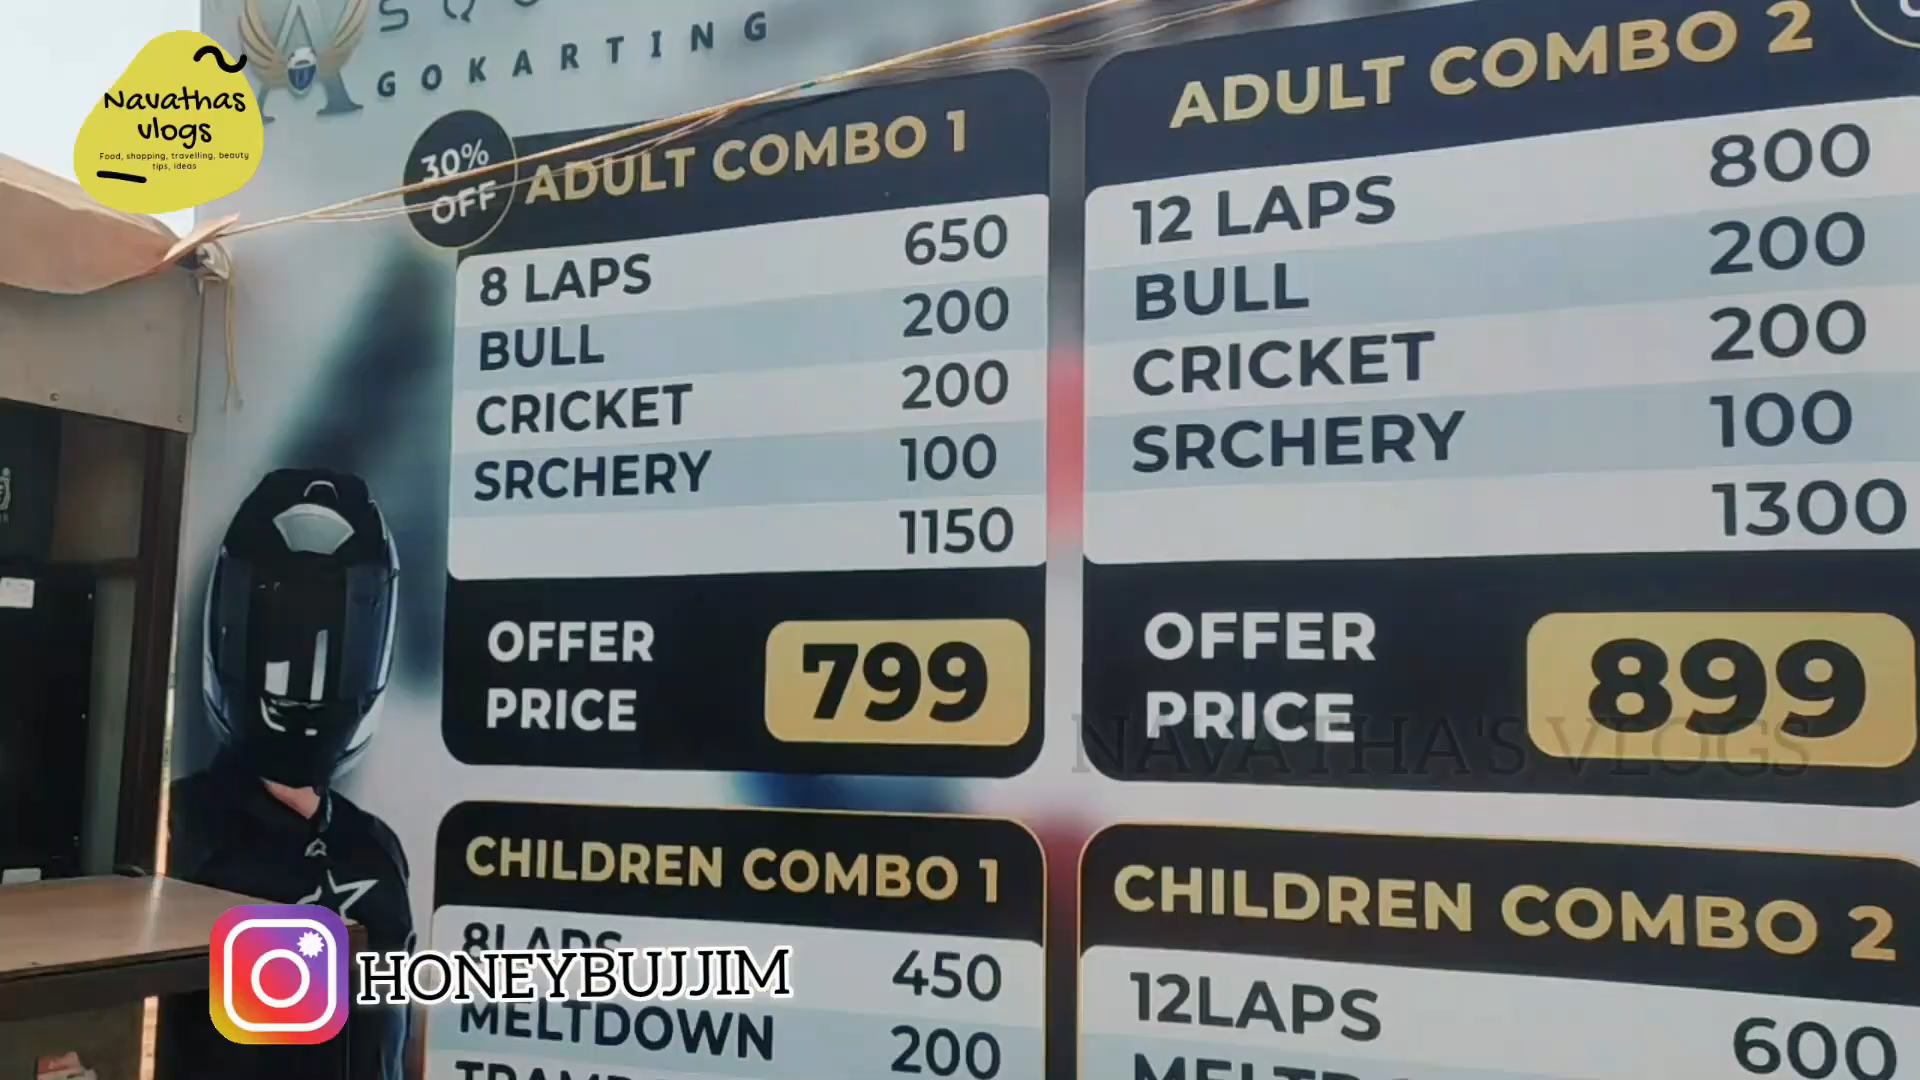 GOKARTING
Navathas
vlogs
Food, shopping, travelling, beauty
tips, ideas
30%
OFF
ADULT COMBO 1
8 LAPS 650
BULL 200
CRICKET 200
SRCHERY 100
1150
OFFER
PRICE
799
ADULT COMBO 2
12 LAPS 800
BULL 200
CRICKET 200
SRCHERY 100
1300
OFFER
PRICE
899
NAVATHA'S VLOGS
CHILDREN COMBO 1
8LAPS 450
MELTDOWN 200
CHILDREN COMBO 2
12LAPS 600
HONEYBUJJIM